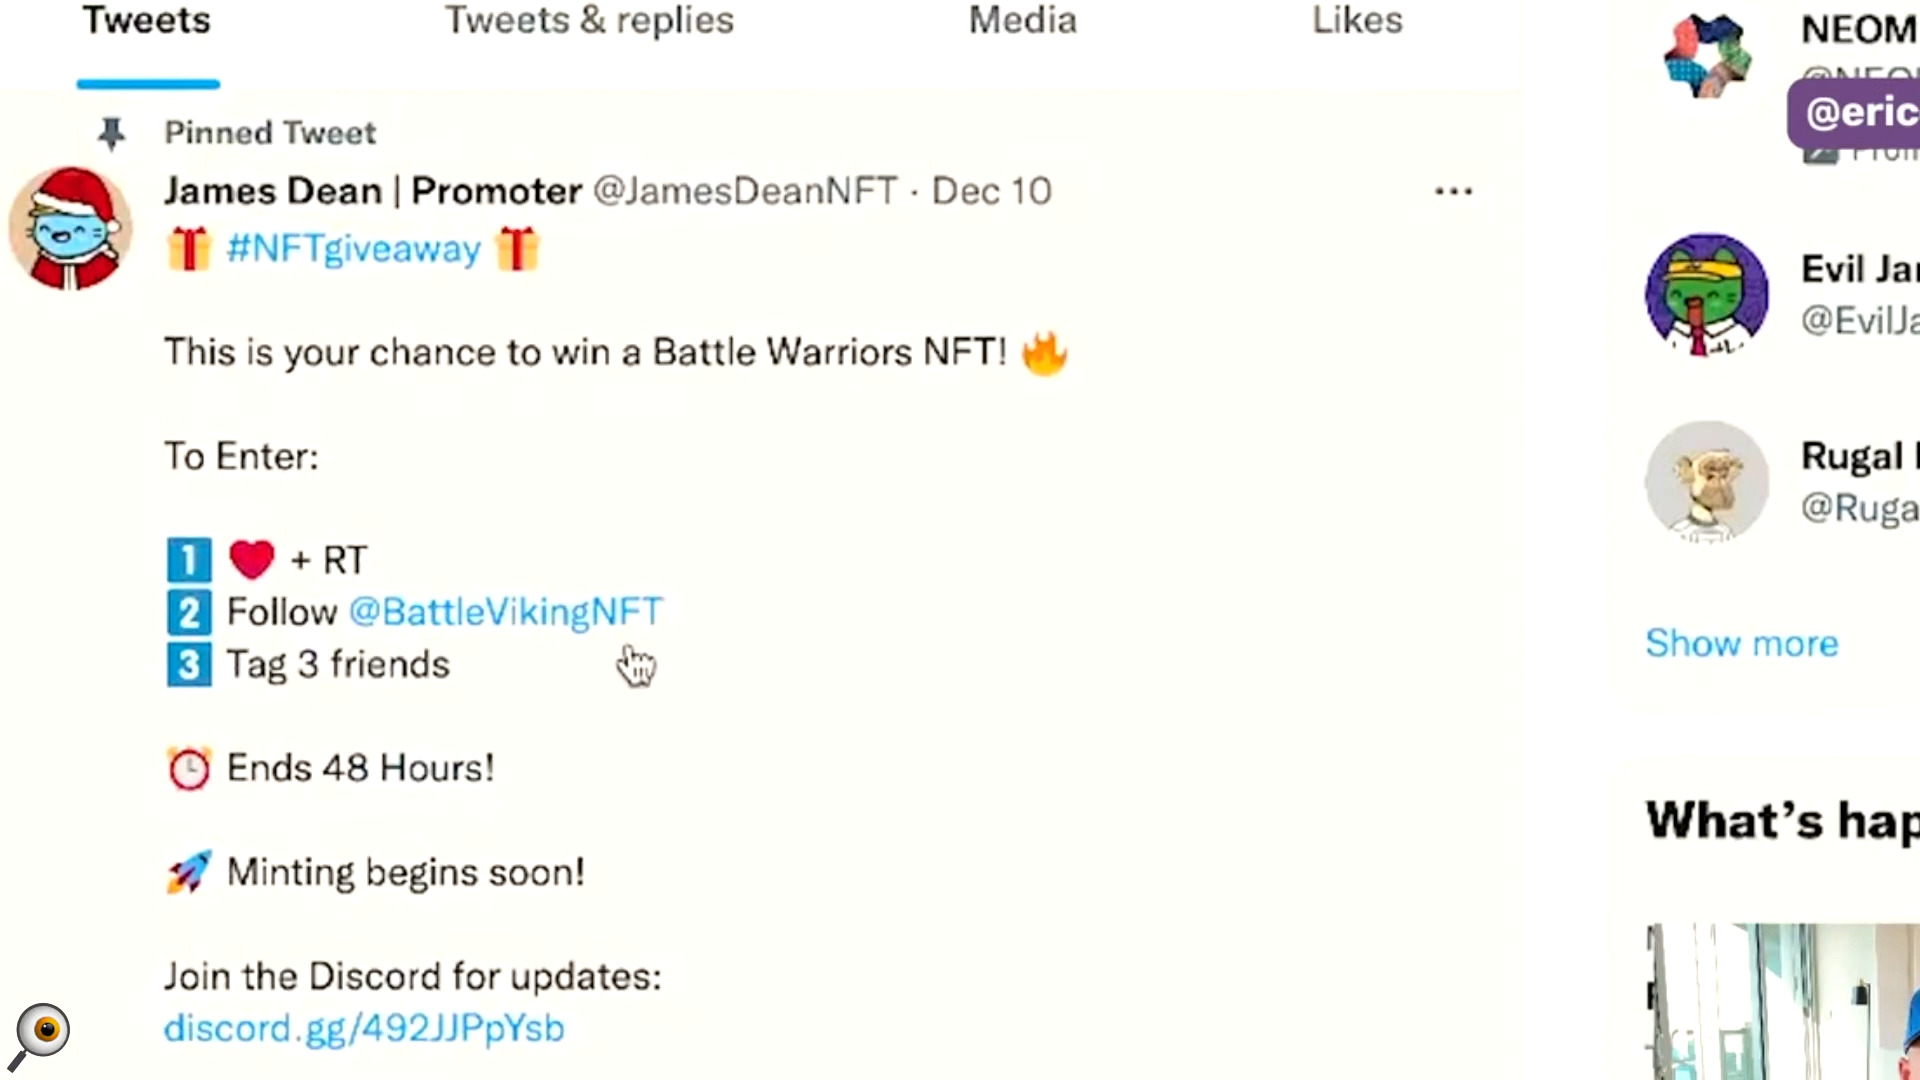 Tweets
Tweets & replies
Media
Likes
Pinned Tweet
James Dean | Promoter @JamesDeanNFT · Dec 10
🎁 #NFTgiveaway 🎁
This is your chance to win a Battle Warriors NFT! 🔥
To Enter:
1️⃣ ❤️ + RT
2️⃣ Follow @BattleVikingNFT
3️⃣ Tag 3 friends
⏰ Ends 48 Hours!
🚀 Minting begins soon!
Join the Discord for updates:
discord.gg/492JJPpYsb
NEOM
@eric
Evil Jar
@EvilJa
Rugal
@Ruga
Show more
What's hap